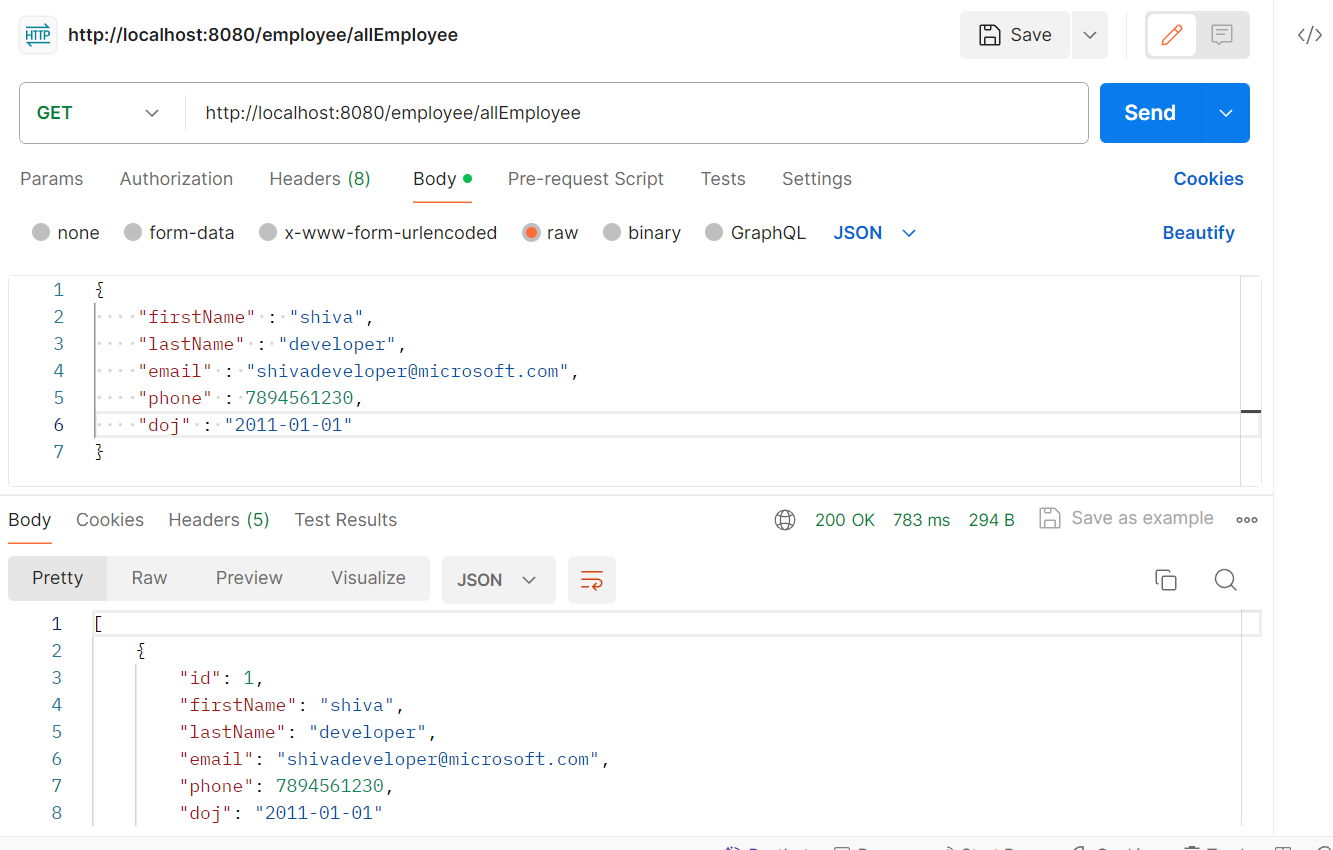 HTTP http://localhost:8080/employee/allEmployee Save
GET http://localhost:8080/employee/allEmployee Send
Params Authorization Headers (8) Body Pre-request Script Tests Settings Cookies
none form-data x-www-form-urlencoded raw binary GraphQL JSON Beautify
1 {
2 "firstName" : "shiva",
3 "lastName" : "developer",
4 "email" : "shivadeveloper@microsoft.com",
5 "phone" : 7894561230,
6 "doj" : "2011-01-01"
7 }
Body Cookies Headers (5) Test Results 200 OK 783 ms 294 B Save as example
Pretty Raw Preview Visualize JSON
1 [
2 {
3 "id": 1,
4 "firstName": "shiva",
5 "lastName": "developer",
6 "email": "shivadeveloper@microsoft.com",
7 "phone": 7894561230,
8 "doj": "2011-01-01"